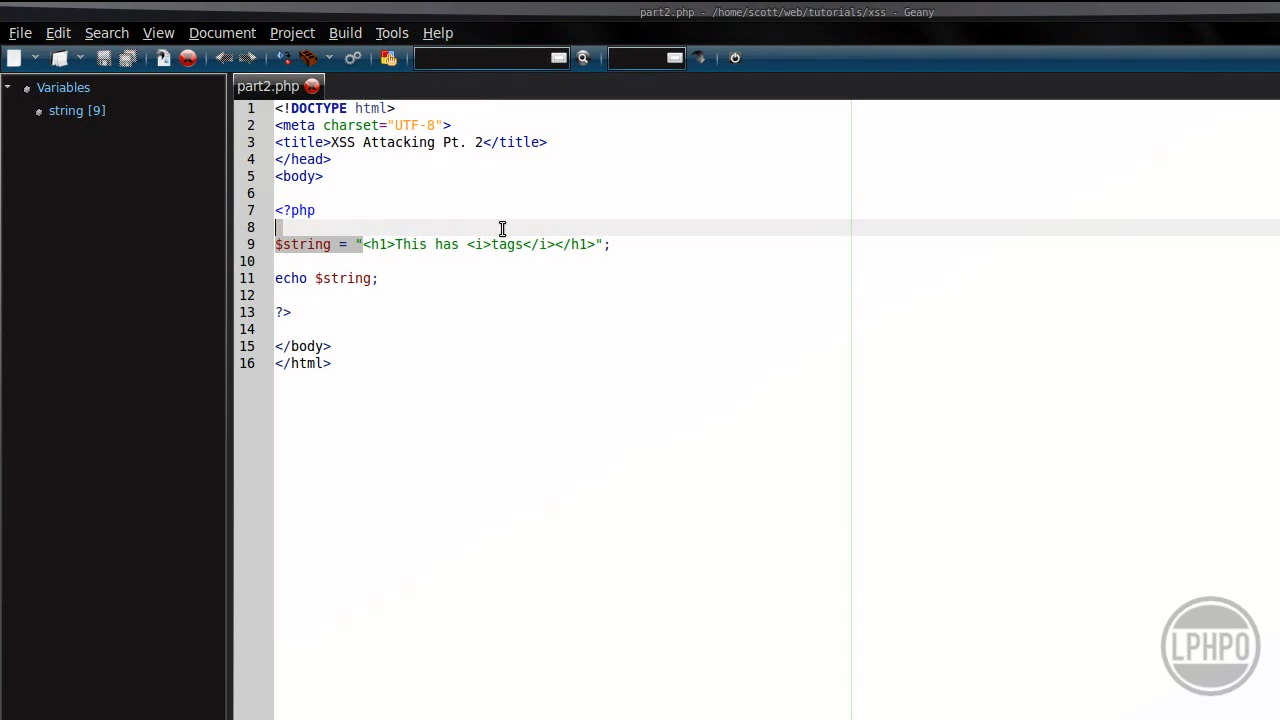 part2.php - /home/scott/web/tutorials/xss - Geany
File Edit Search View Document Project Build Tools Help
Variables
string [9]
part2.php
1 <!DOCTYPE html>
2 <meta charset="UTF-8">
3 <title>XSS Attacking Pt. 2</title>
4 </head>
5 <body>
6
7 <?php
8
9 $string = "<h1>This has <i>tags</i></h1>";
10
11 echo $string;
12
13 ?>
14
15 </body>
16 </html>
LPHPO